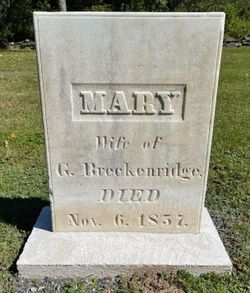 MARY
Wife of
G. Breckenridge.
DIED
Nov. 6. 1857.